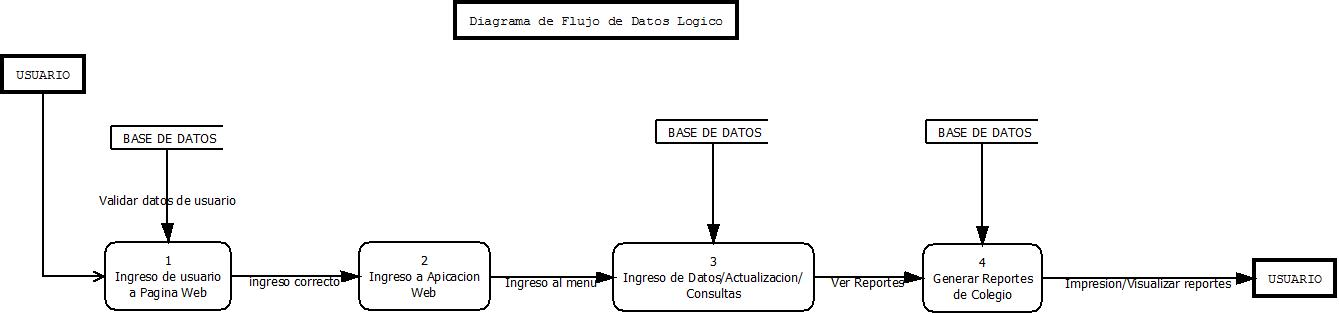 Diagrama de Flujo de Datos Logico
USUARIO
BASE DE DATOS
BASE DE DATOS
BASE DE DATOS
Validar datos de usuario
1
Ingreso de usuario
a Pagina Web
ingreso correcto
2
Ingreso a Apicacion
Web
Ingreso al menu
3
Ingreso de Datos/Actualizacion/
Consultas
Ver Reportes
4
Generar Reportes
de Colegio
Impresion/Visualizar reportes
USUARIO